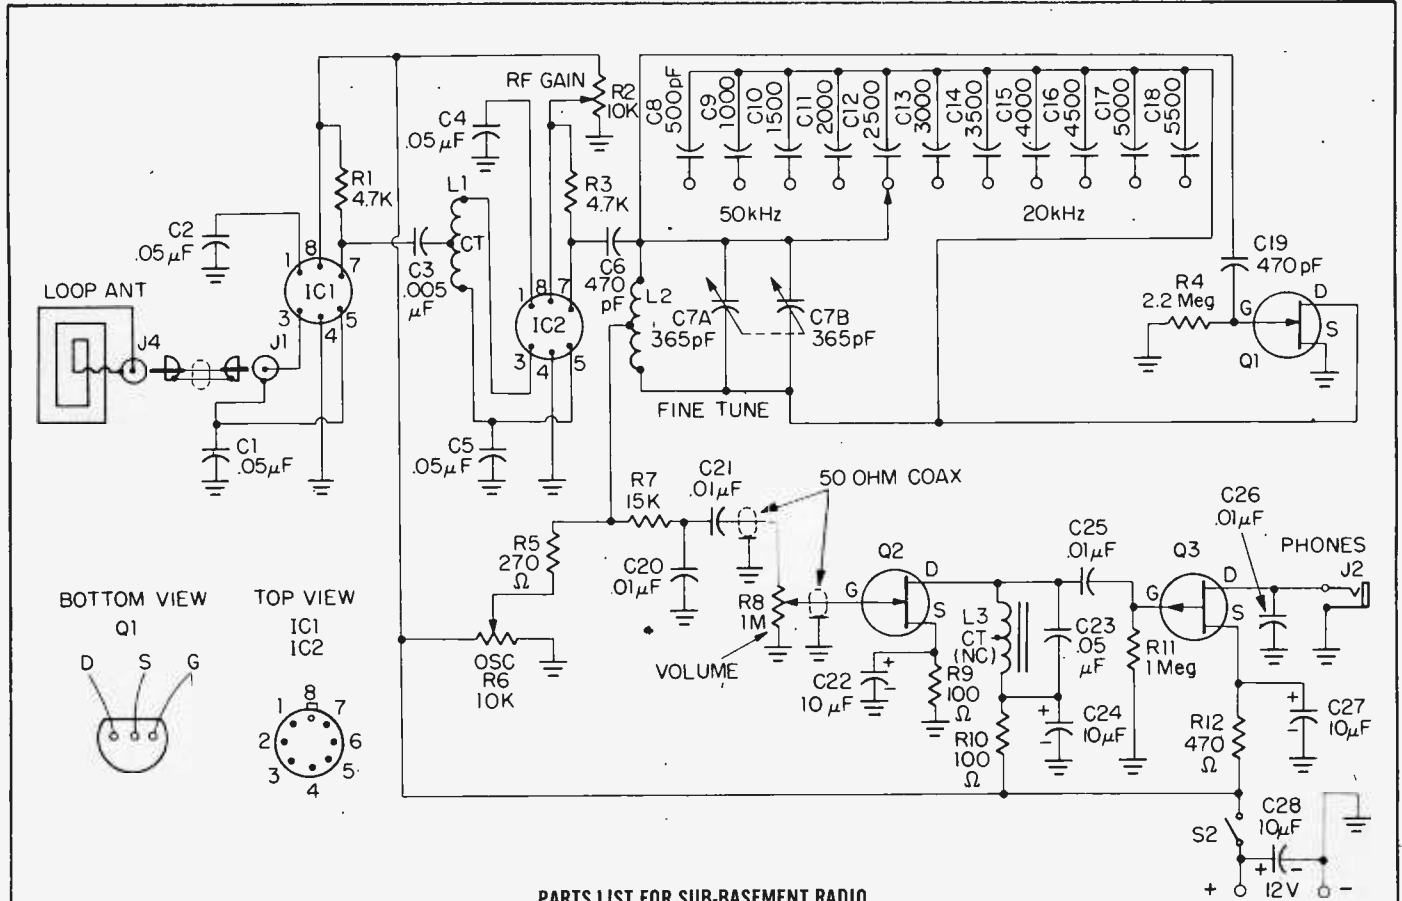 RF GAIN
R2
10K
C8
500pF
C9
1000
C10
1500
C11
2000
C12
2500
C13
3000
C14
3500
C15
4000
C16
4500
C17
5000
C18
5500
50kHz
20kHz
C4
.05µF
R1
4.7K
L1
CT
R3
4.7K
C2
.05µF
1
8
7
IC1
3
4
5
C3
.005
µF
1
8
7
IC2
3
4
5
C6
470
pF
L2
C7A
365pF
C7B
365pF
FINE TUNE
C19
470pF
R4
2.2 Meg
G
D
S
Q1
LOOP ANT
J4
J1
C1
.05µF
C5
.05µF
R7
15K
C21
.01µF
50 OHM COAX
R5
270
Ω
C20
.01µF
R8
1M
VOLUME
OSC
R6
10K
Q2
G
D
S
C22
10µF
+
-
R9
100
Ω
L3
CT
(NC)
R10
100
Ω
C25
.01µF
C23
.05
µF
+
-
C24
10µF
R11
1 Meg
Q3
G
D
S
C26
.01µF
PHONES
J2
R12
470
Ω
+
-
C27
10µF
S2
C28
10µF
+ -
+ 12V -
BOTTOM VIEW
Q1
D S G
TOP VIEW
IC1
IC2
8
1 7
2 6
3 5
4
PARTS LIST FOR SUB-BASEMENT RADIO